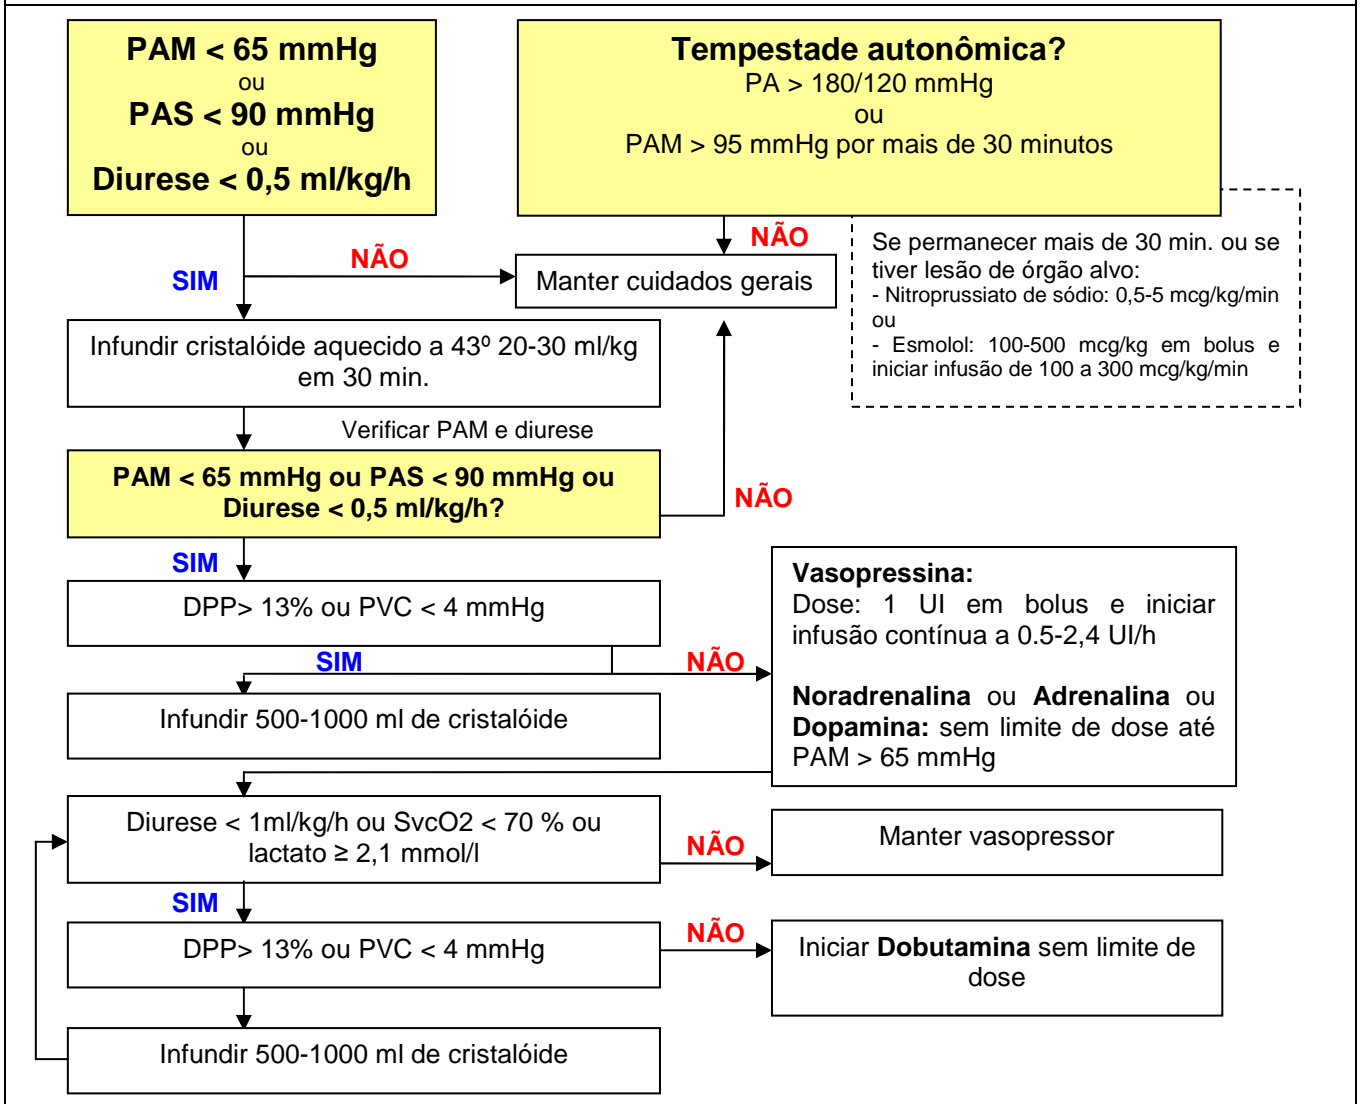 PAM < 65 mmHg
ou
PAS < 90 mmHg
ou
Diurese < 0,5 ml/kg/h
Tempestade autonômica?
PA > 180/120 mmHg
ou
PAM > 95 mmHg por mais de 30 minutos
Se permanecer mais de 30 min. ou se
tiver lesão de órgão alvo:
- Nitroprussiato de sódio: 0,5-5 mcg/kg/min
ou
- Esmolol: 100-500 mcg/kg em bolus e
iniciar infusão de 100 a 300 mcg/kg/min
NÃO
NÃO
SIM
Manter cuidados gerais
Infundir cristalóide aquecido a 43º 20-30 ml/kg
em 30 min.
Verificar PAM e diurese
PAM < 65 mmHg ou PAS < 90 mmHg ou
Diurese < 0,5 ml/kg/h?
NÃO
SIM
DPP> 13% ou PVC < 4 mmHg
SIM
NÃO
Vasopressina:
Dose: 1 UI em bolus e iniciar
infusão contínua a 0.5-2,4 UI/h
Noradrenalina ou Adrenalina ou
Dopamina: sem limite de dose até
PAM > 65 mmHg
Infundir 500-1000 ml de cristalóide
Diurese < 1ml/kg/h ou SvcO2 < 70 % ou
lactato ≥ 2,1 mmol/l
NÃO
Manter vasopressor
SIM
DPP> 13% ou PVC < 4 mmHg
NÃO
Iniciar Dobutamina sem limite de
dose
Infundir 500-1000 ml de cristalóide